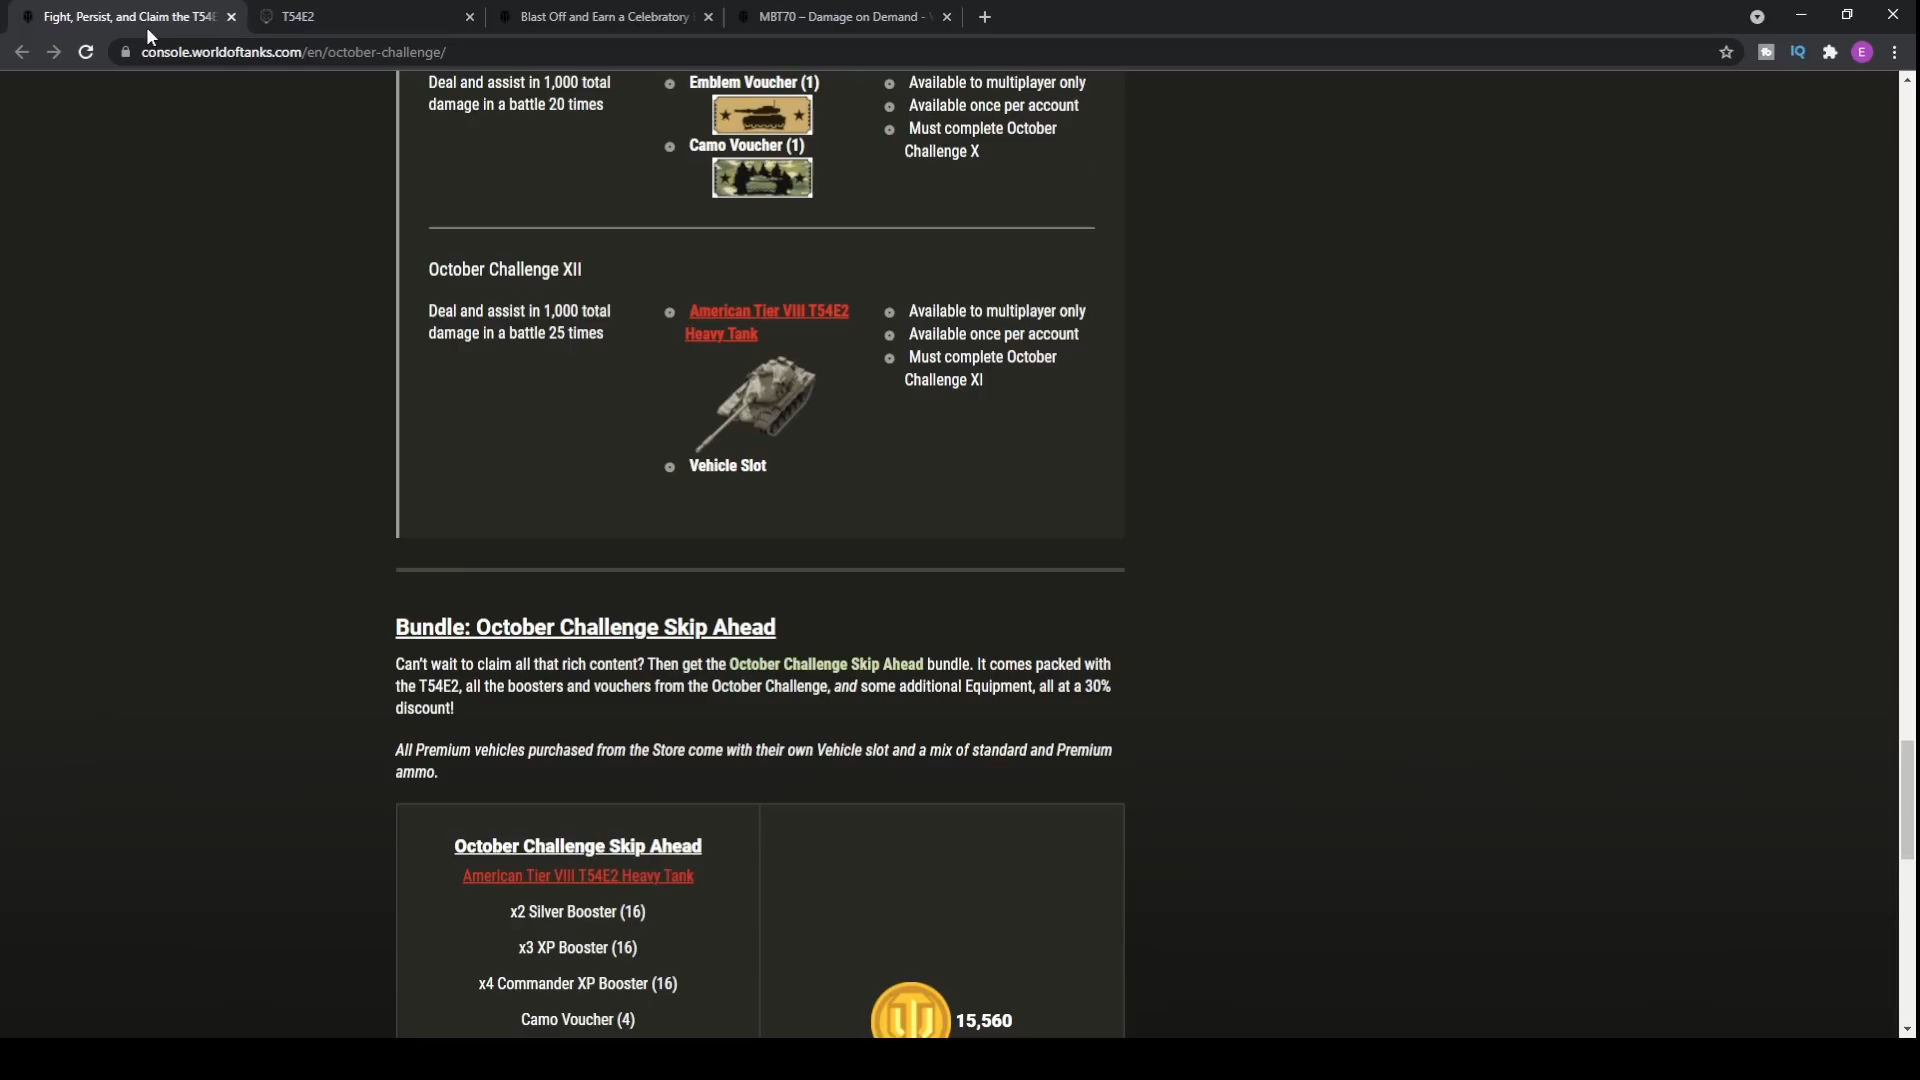 Fight, Persist, and Claim the T54E
T54E2
Blast Off and Earn a Celebratory
MBT70 – Damage on Demand -
console.worldoftanks.com/en/october-challenge/
IQ
E
Deal and assist in 1,000 total
damage in a battle 20 times
Emblem Voucher (1)
Camo Voucher (1)
Available to multiplayer only
Available once per account
Must complete October
Challenge X
October Challenge XII
Deal and assist in 1,000 total
damage in a battle 25 times
American Tier VIII T54E2
Heavy Tank
Vehicle Slot
Available to multiplayer only
Available once per account
Must complete October
Challenge XI
Bundle: October Challenge Skip Ahead
Can't wait to claim all that rich content? Then get the October Challenge Skip Ahead bundle. It comes packed with
the T54E2, all the boosters and vouchers from the October Challenge, and some additional Equipment, all at a 30%
discount!
All Premium vehicles purchased from the Store come with their own Vehicle slot and a mix of standard and Premium
ammo.
October Challenge Skip Ahead
American Tier VIII T54E2 Heavy Tank
x2 Silver Booster (16)
x3 XP Booster (16)
x4 Commander XP Booster (16)
Camo Voucher (4)
15,560